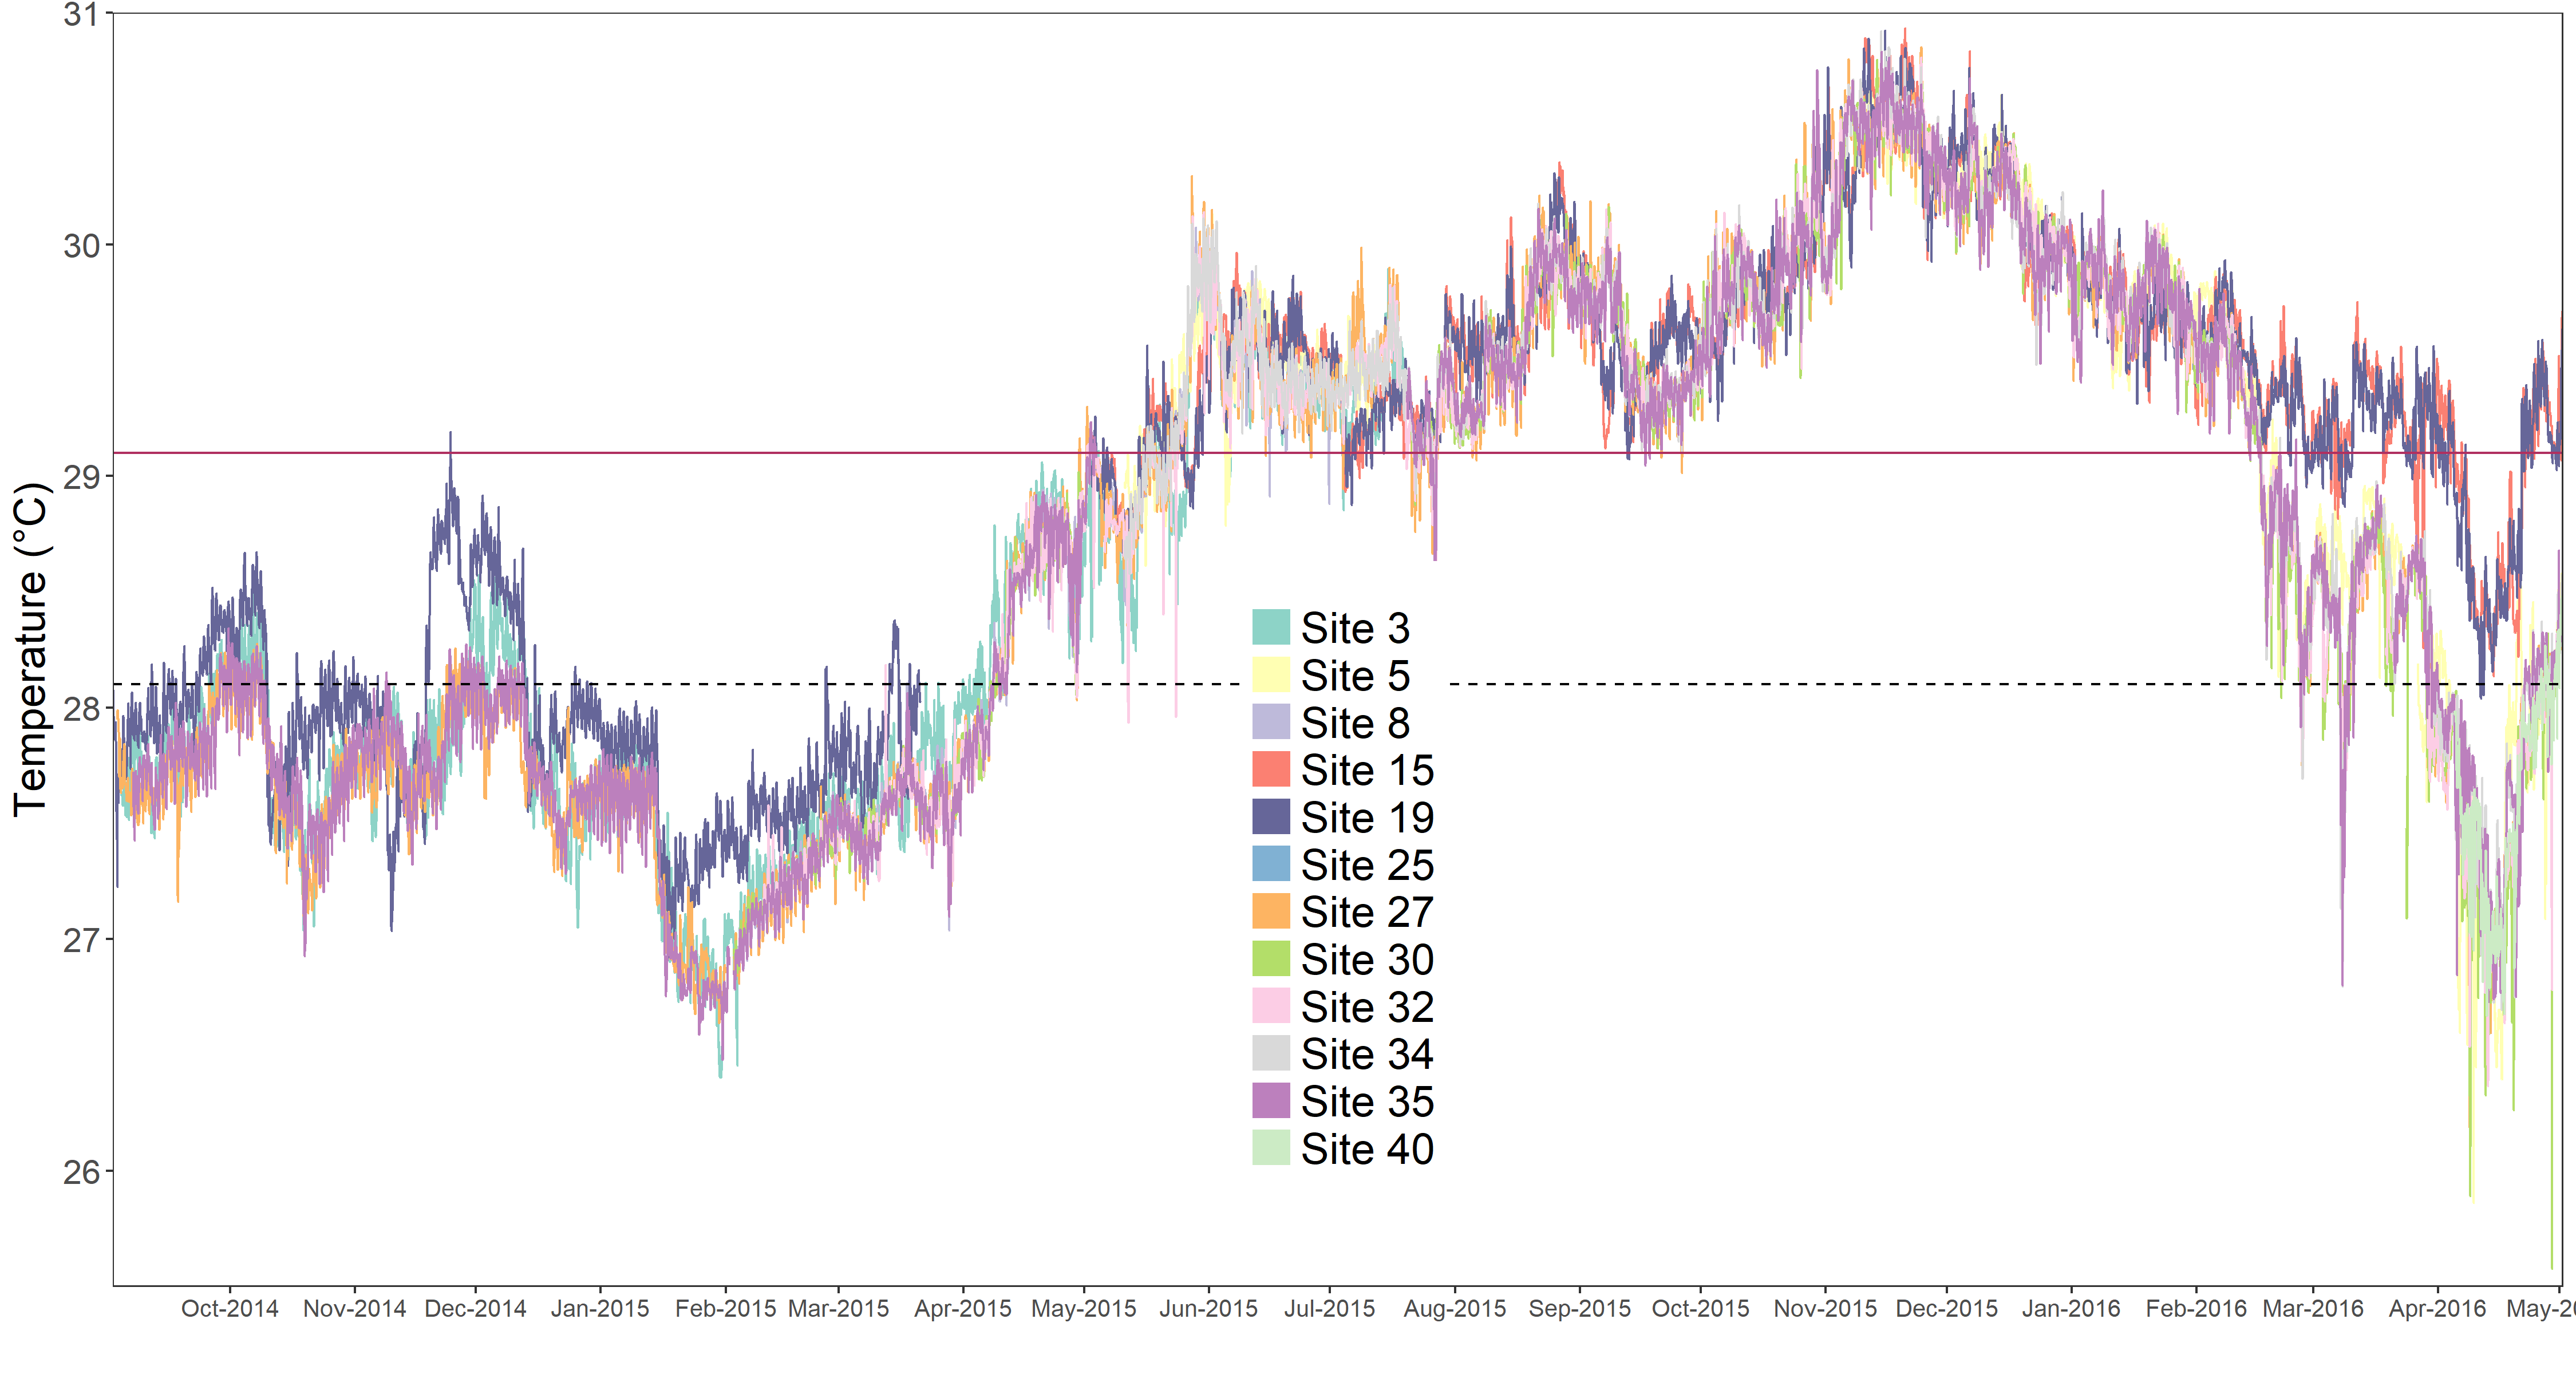 31
30
29
28
27
26
Temperature (°C)
Site 3
Site 5
Site 8
Site 15
Site 19
Site 25
Site 27
Site 30
Site 32
Site 34
Site 35
Site 40
Oct-2014 Nov-2014 Dec-2014 Jan-2015 Feb-2015 Mar-2015 Apr-2015 May-2015 Jun-2015 Jul-2015 Aug-2015 Sep-2015 Oct-2015 Nov-2015 Dec-2015 Jan-2016 Feb-2016 Mar-2016 Apr-2016 May-20